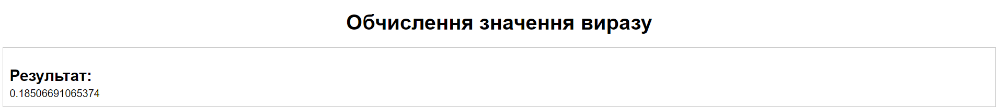 Обчислення значення виразу
Результат:
0.18506691065374